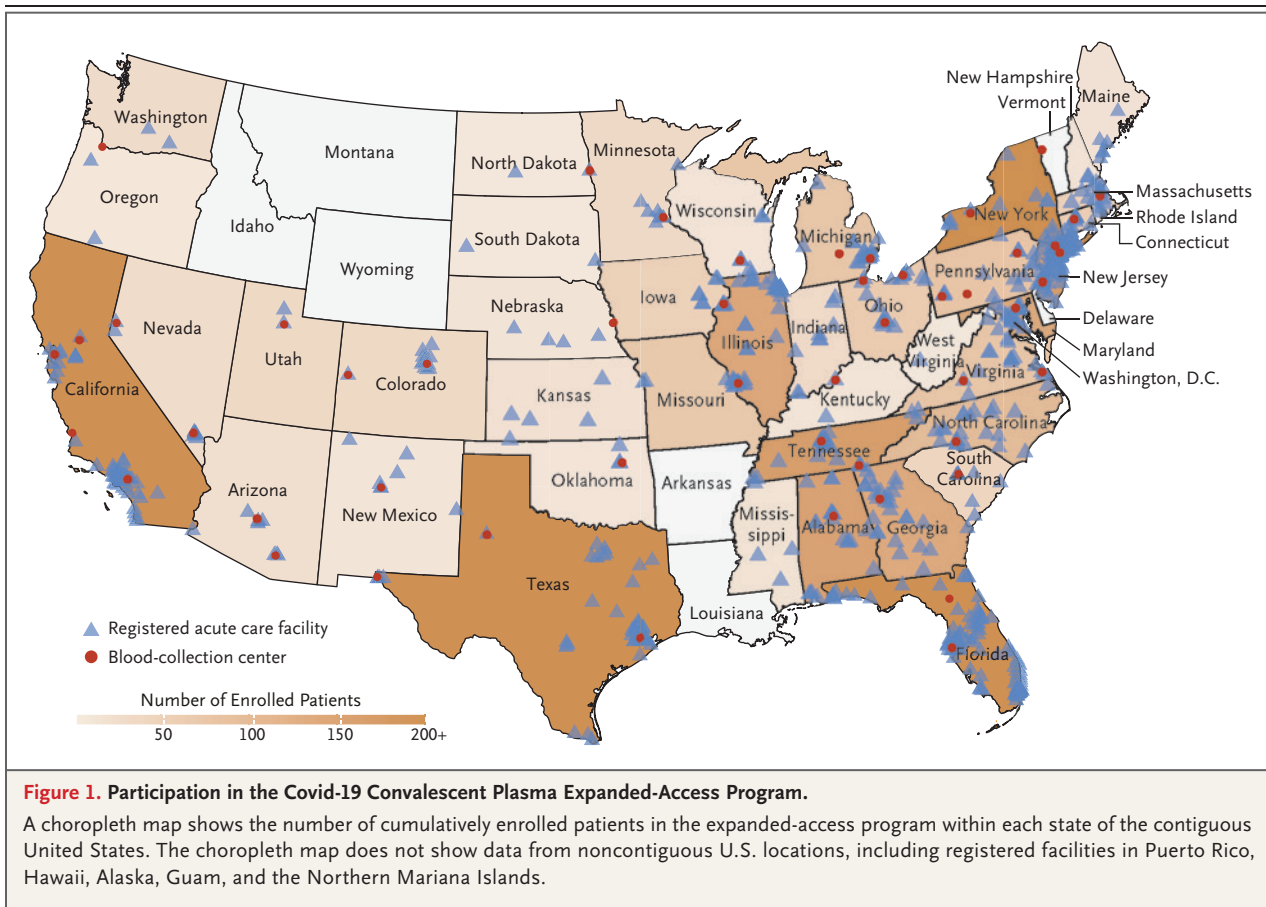 New Hampshire
Vermont
Maine
Washington
Montana
North Dakota
Minnesota
Oregon
Idaho
Wisconsin
Massachusetts
New York
Rhode Island
South Dakota
Michigan
Connecticut
Wyoming
Pennsylvania
New Jersey
Nebraska
Iowa
Ohio
Nevada
Indiana
Delaware
Utah
Illinois
West
Virginia
Maryland
Colorado
Virginia
Washington, D.C.
California
Kansas
Missouri
Kentucky
North Carolina
Tennessee
South
Carolina
Oklahoma
Arkansas
Arizona
New Mexico
Missis-
sippi
Alabama
Georgia
Texas
Louisiana
Florida
Registered acute care facility
Blood-collection center
Number of Enrolled Patients
50 100 150 200+
Figure 1. Participation in the Covid-19 Convalescent Plasma Expanded-Access Program.
A choropleth map shows the number of cumulatively enrolled patients in the expanded-access program within each state of the contiguous
United States. The choropleth map does not show data from noncontiguous U.S. locations, including registered facilities in Puerto Rico,
Hawaii, Alaska, Guam, and the Northern Mariana Islands.